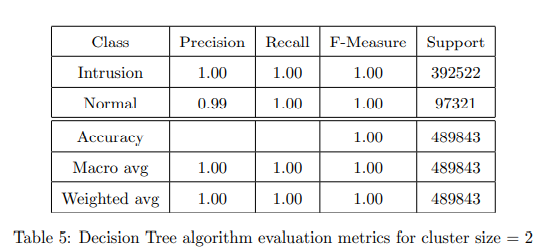 Class Precision Recall F-Measure Support
Intrusion 1.00 1.00 1.00 392522
Normal 0.99 1.00 1.00 97321
Accuracy 1.00 489843
Macro avg 1.00 1.00 1.00 489843
Weighted avg 1.00 1.00 1.00 489843
Table 5: Decision Tree algorithm evaluation metrics for cluster size = 2